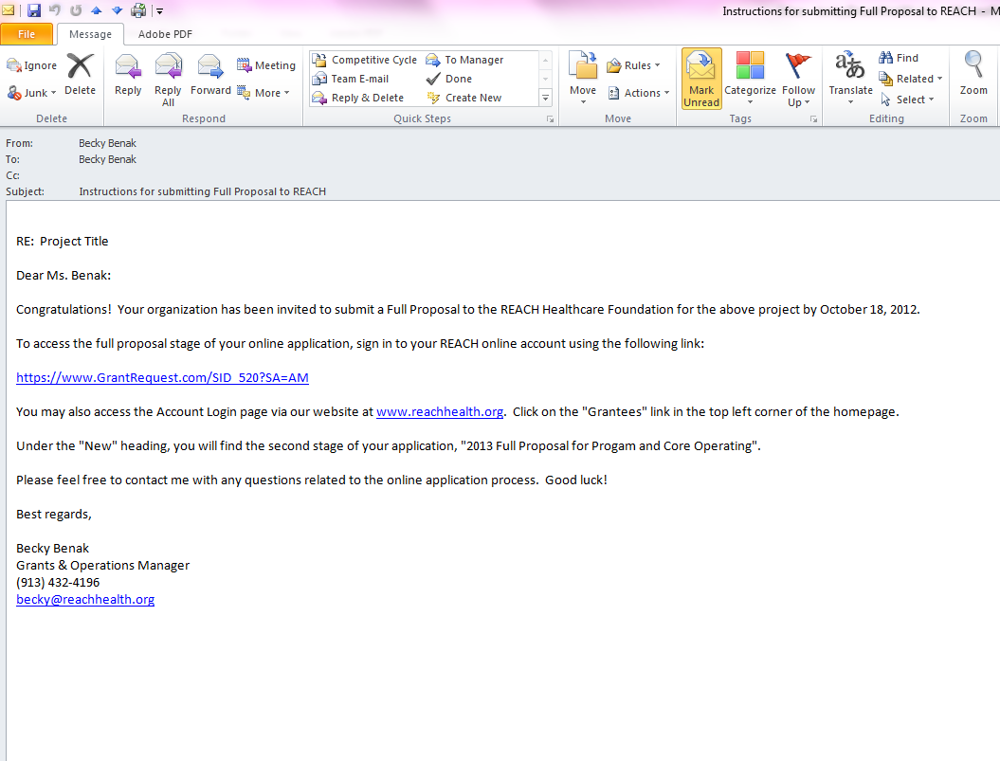 Instructions for submitting Full Proposal to REACH - M
File Message Adobe PDF
Ignore Delete Reply Reply All Forward Meeting Competitive Cycle To Manager Move Rules Mark Unread Categorize Follow Up Translate Find Zoom
Junk More Team E-mail Done Actions Related
Reply & Delete Create New Select
Delete Respond Quick Steps Move Tags Editing Zoom
From: Becky Benak
To: Becky Benak
Cc:
Subject: Instructions for submitting Full Proposal to REACH
RE: Project Title
Dear Ms. Benak:
Congratulations! Your organization has been invited to submit a Full Proposal to the REACH Healthcare Foundation for the above project by October 18, 2012.
To access the full proposal stage of your online application, sign in to your REACH online account using the following link:
https://www.GrantRequest.com/SID_520?SA=AM
You may also access the Account Login page via our website at www.reachhealth.org. Click on the "Grantees" link in the top left corner of the homepage.
Under the "New" heading, you will find the second stage of your application, "2013 Full Proposal for Progam and Core Operating".
Please feel free to contact me with any questions related to the online application process. Good luck!
Best regards,
Becky Benak
Grants & Operations Manager
(913) 432-4196
becky@reachhealth.org